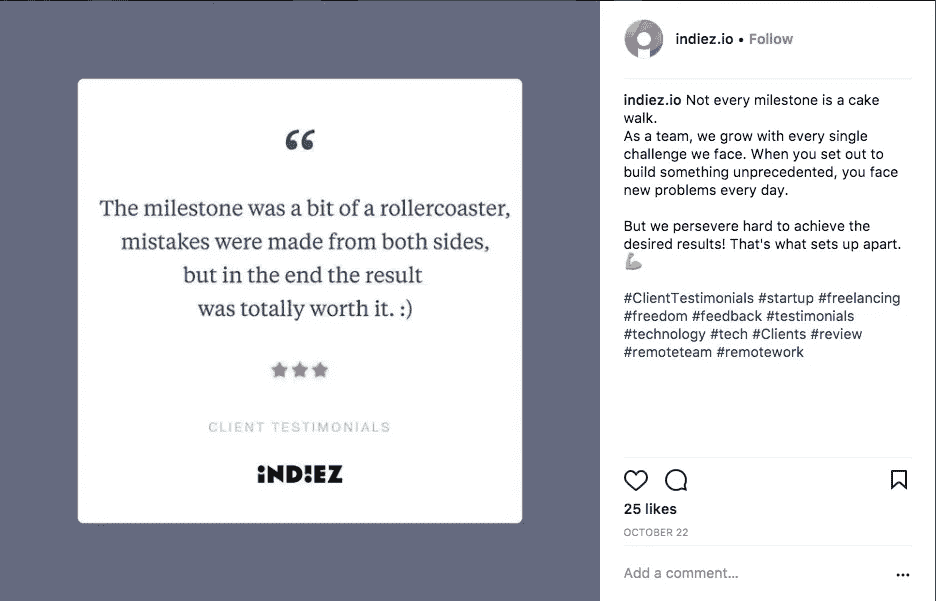 “
The milestone was a bit of a rollercoaster,
mistakes were made from both sides,
but in the end the result
was totally worth it. :)
CLIENT TESTIMONIALS
iND!EZ
indiez.io • Follow
indiez.io Not every milestone is a cake
walk.
As a team, we grow with every single
challenge we face. When you set out to
build something unprecedented, you face
new problems every day.
But we persevere hard to achieve the
desired results! That's what sets up apart.
#ClientTestimonials #startup #freelancing
#freedom #feedback #testimonials
#technology #tech #Clients #review
#remoteteam #remotework
25 likes
OCTOBER 22
Add a comment...